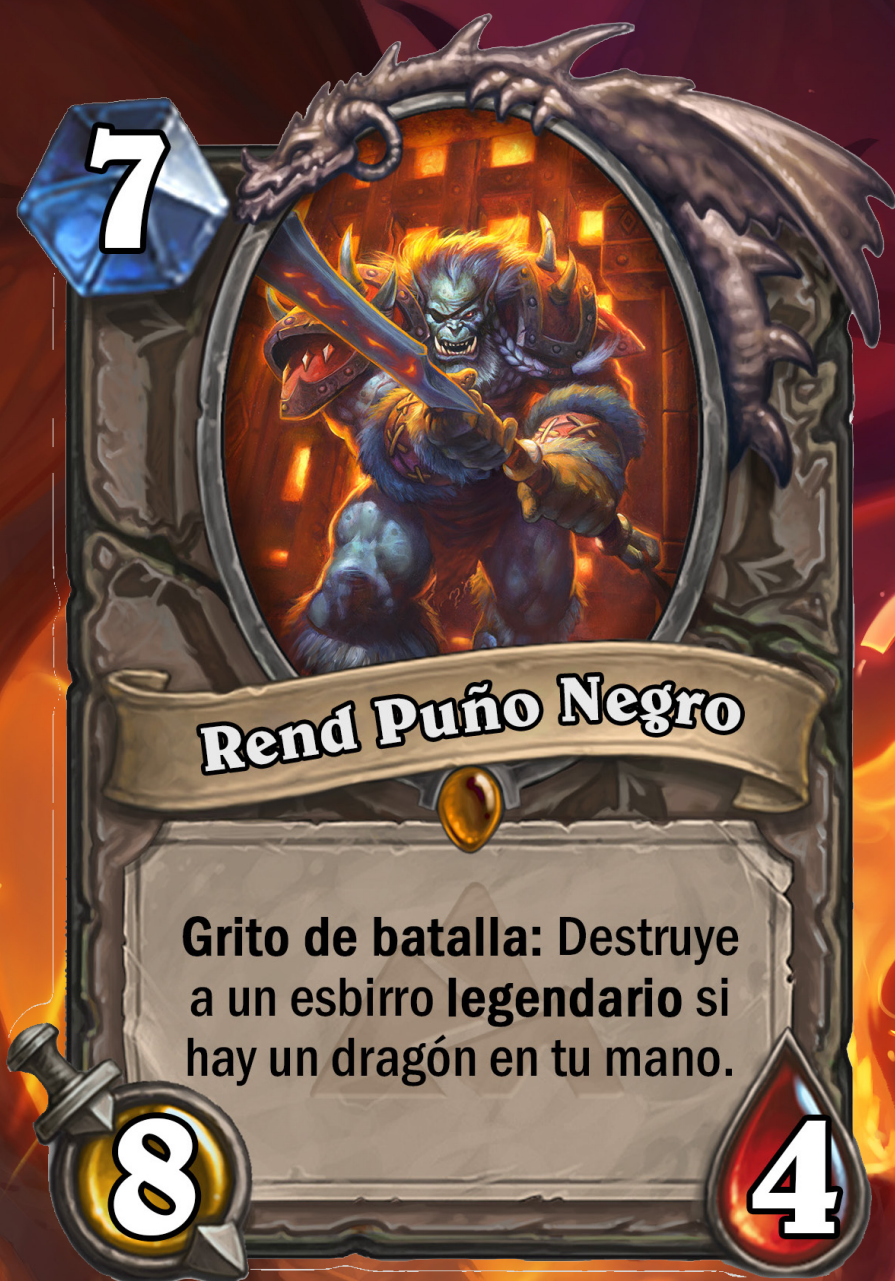 7
Rend Puño Negro
Grito de batalla: Destruye
a un esbirro legendario si
hay un dragón en tu mano.
8
4